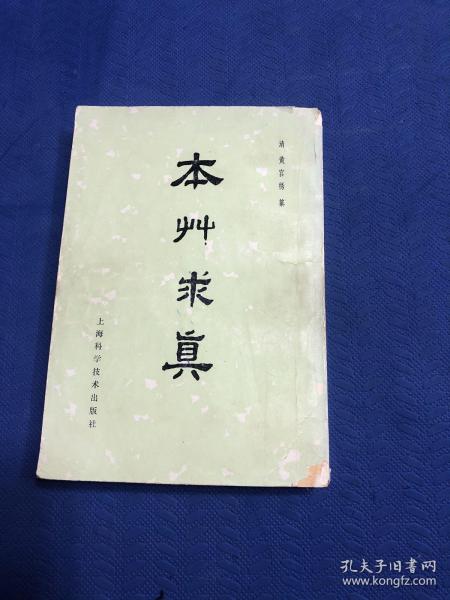 清 黄宫绣 纂
本艸求真
上海科学技术出版社
孔夫子旧书网
www.kongfz.com